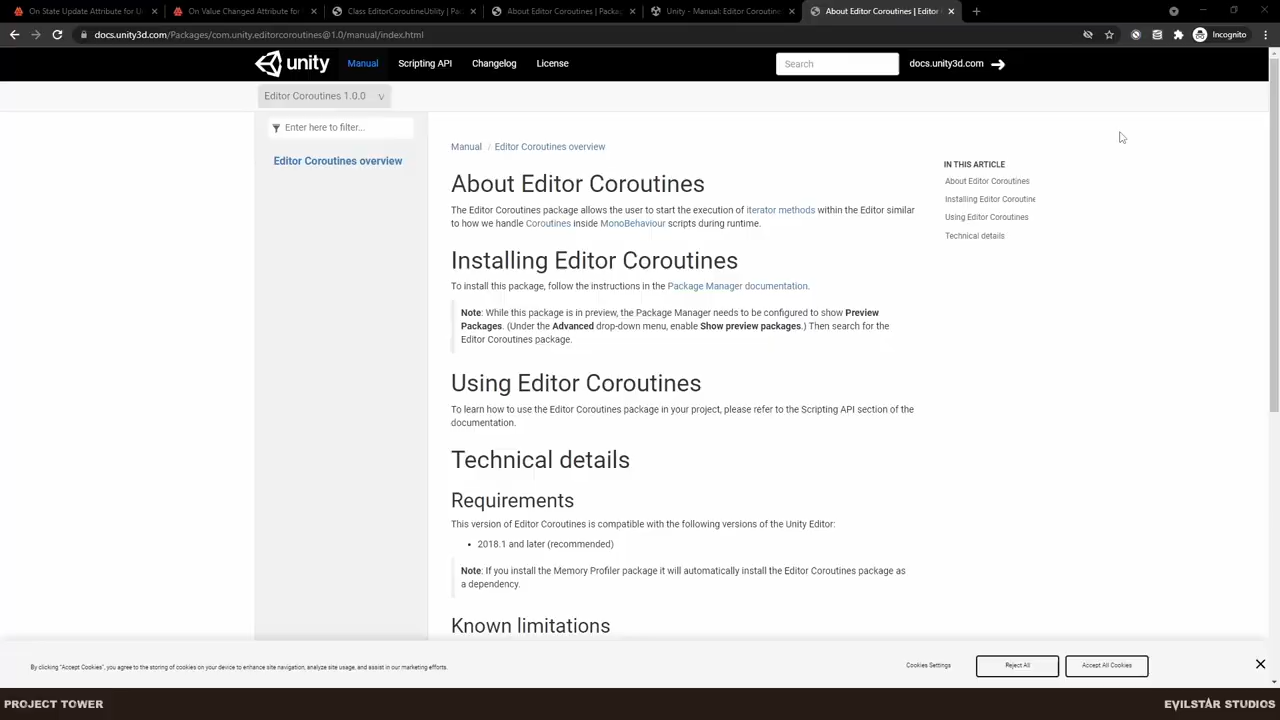 On State Update Attribute for U
On Value Changed Attribute for
Class EditorCoroutineUtility | Pac
About Editor Coroutines | Packa
Unity - Manual: Editor Coroutin
About Editor Coroutines | Editor
docs.unity3d.com/Packages/com.unity.editorcoroutines@1.0/manual/index.html
Incognito
unity
Manual
Scripting API
Changelog
License
Search
docs.unity3d.com
Editor Coroutines 1.0.0
Enter here to filter...
Editor Coroutines overview
Manual / Editor Coroutines overview
About Editor Coroutines
The Editor Coroutines package allows the user to start the execution of iterator methods within the Editor similar
to how we handle Coroutines inside MonoBehaviour scripts during runtime.
Installing Editor Coroutines
To install this package, follow the instructions in the Package Manager documentation.
Note: While this package is in preview, the Package Manager needs to be configured to show Preview
Packages. (Under the Advanced drop-down menu, enable Show preview packages.) Then search for the
Editor Coroutines package.
Using Editor Coroutines
To learn how to use the Editor Coroutines package in your project, please refer to the Scripting API section of the
documentation.
Technical details
Requirements
This version of Editor Coroutines is compatible with the following versions of the Unity Editor:
• 2018.1 and later (recommended)
Note: If you install the Memory Profiler package it will automatically install the Editor Coroutines package as
a dependency.
Known limitations
IN THIS ARTICLE
About Editor Coroutines
Installing Editor Coroutine
Using Editor Coroutines
Technical details
By clicking "Accept Cookies", you agree to the storing of cookies on your device to enhance site navigation, analyze site usage, and assist in our marketing efforts.
Cookies Settings
Reject All
Accept All Cookies
PROJECT TOWER
EVILSTAR STUDIOS